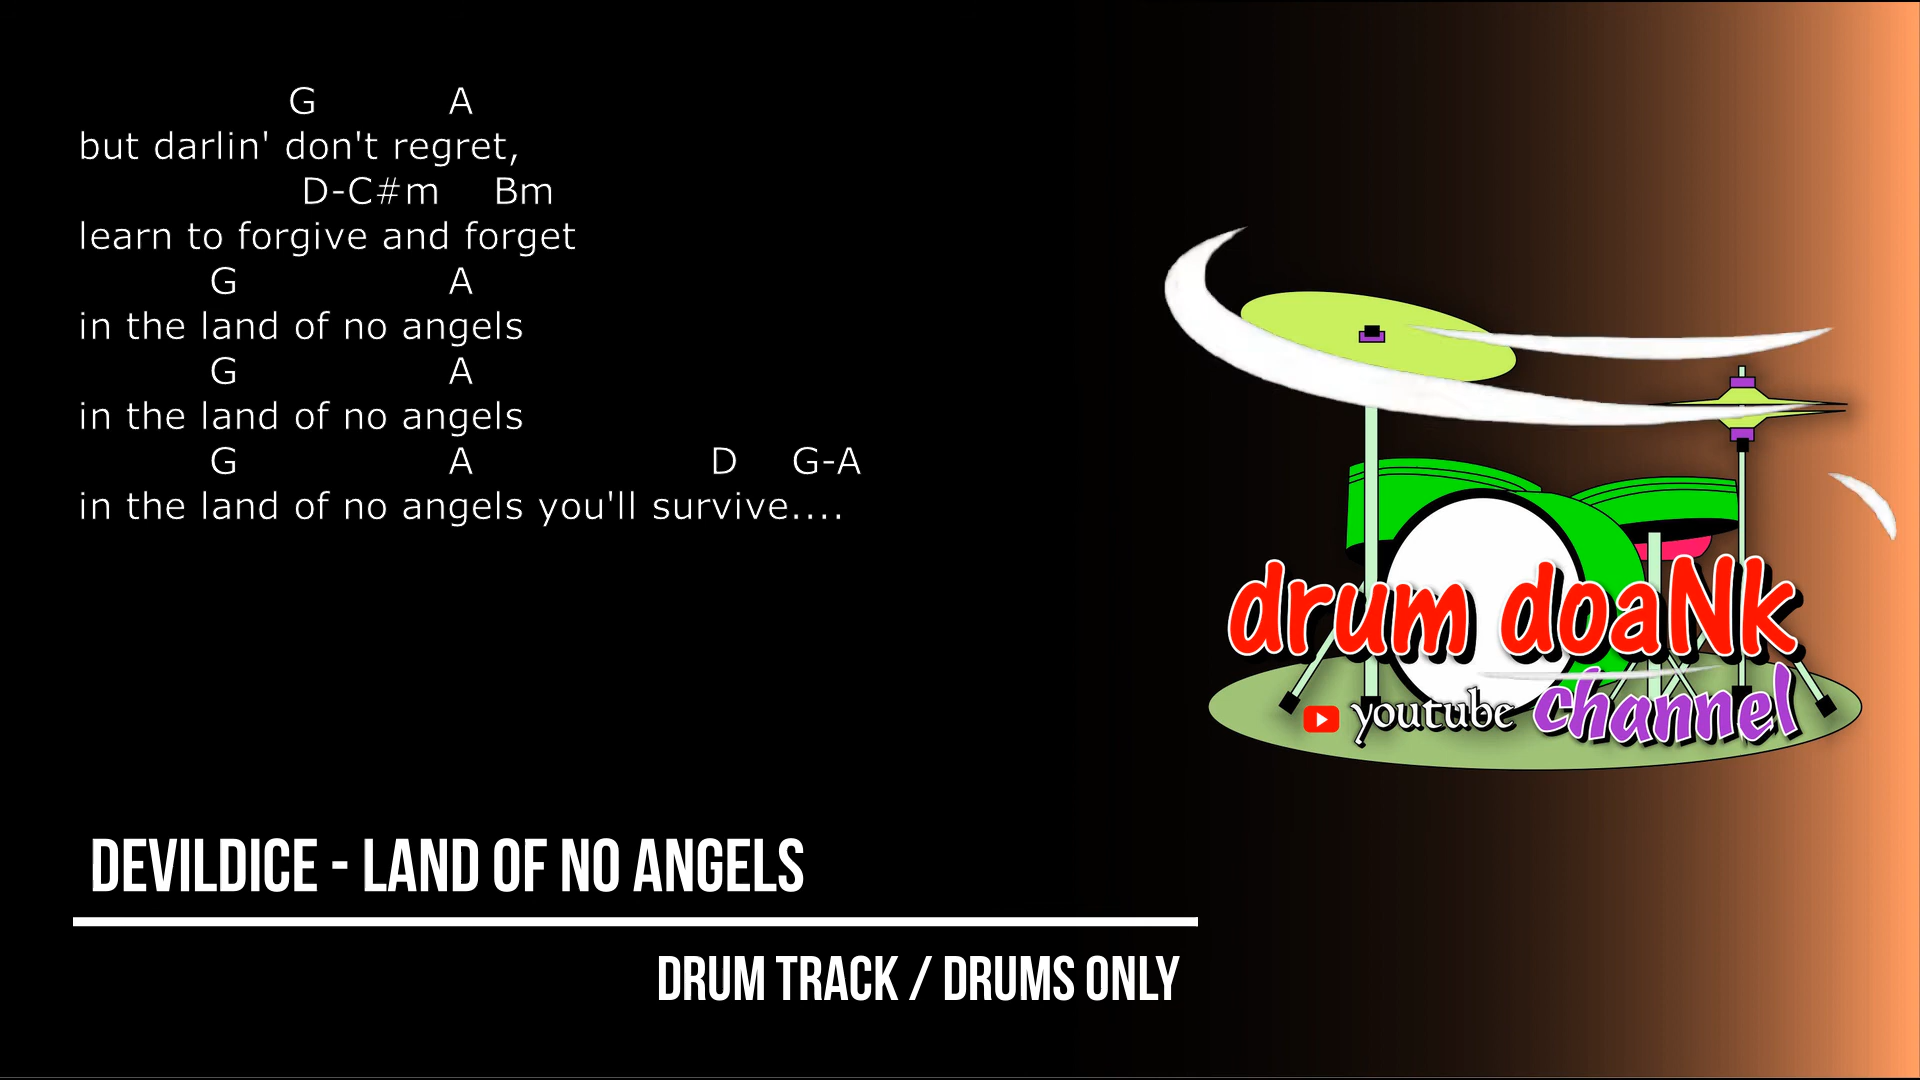 G A
but darlin' don't regret,
D-C#m Bm
learn to forgive and forget
G A
in the land of no angels
G A
in the land of no angels
G A D G-A
in the land of no angels you'll survive....
drum doaNk
youtube channel
DEVILDICE - LAND OF NO ANGELS
DRUM TRACK / DRUMS ONLY